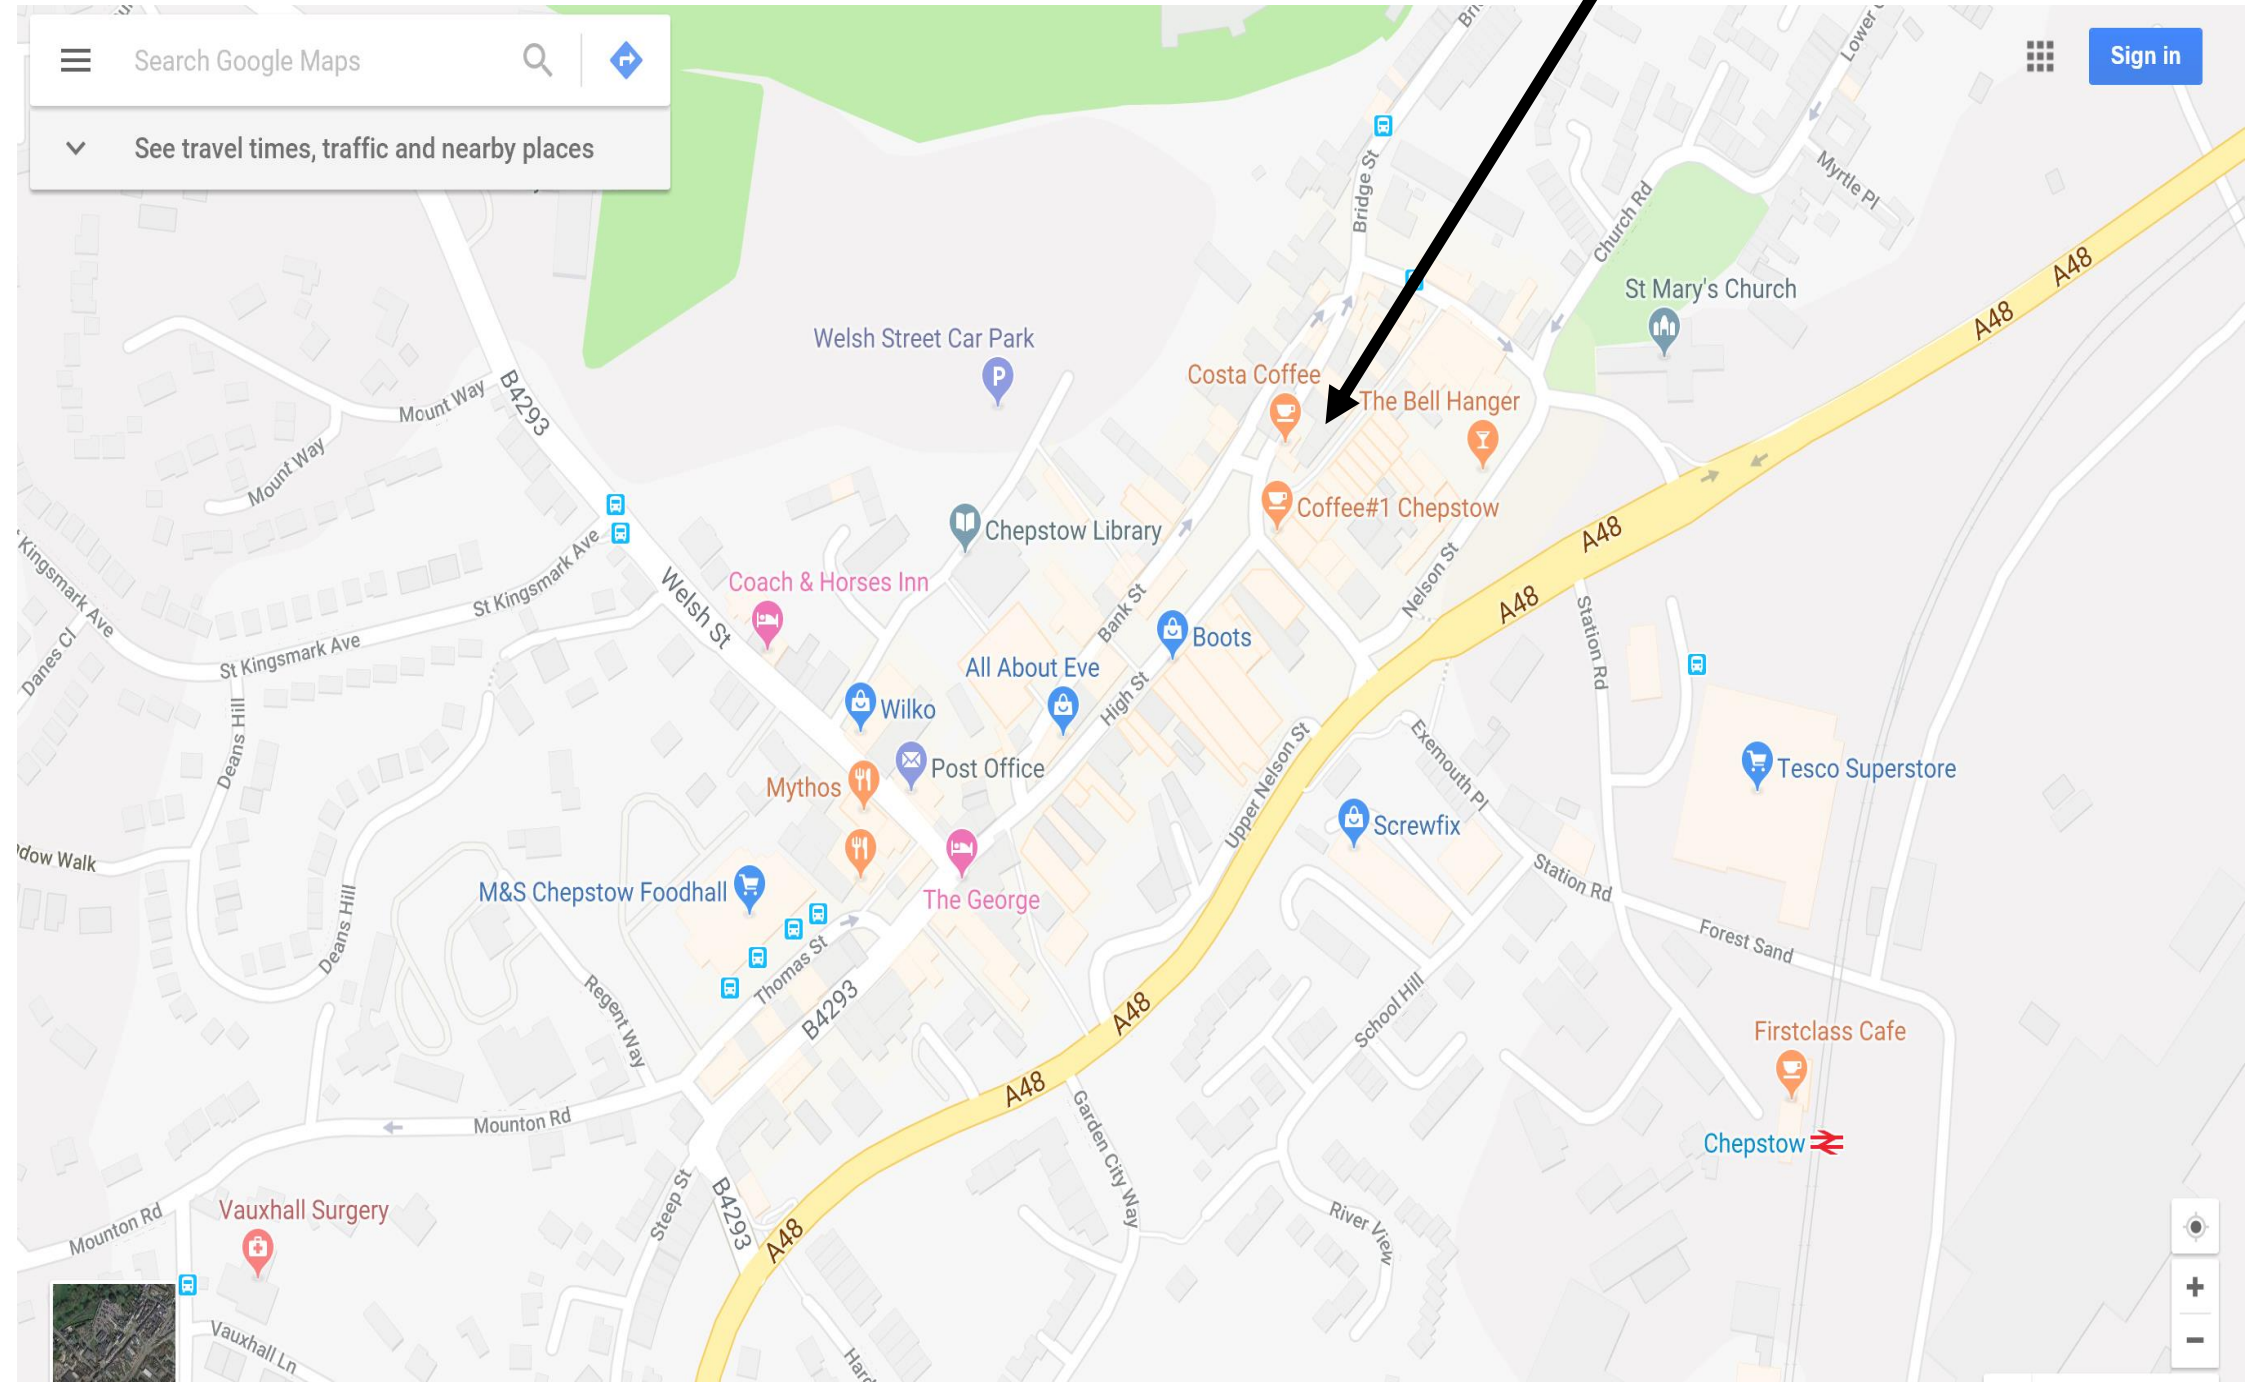 Search Google Maps
Sign in
See travel times, traffic and nearby places
Bridge St
Church Rd
Myrtle Pl
A48
A48
St Mary's Church
Welsh Street Car Park
P
Costa Coffee
The Bell Hanger
Mount Way
B4293
Mount Way
Coffee#1 Chepstow
Chepstow Library
A48
Kingsmark Ave
St Kingsmark Ave
Nelson St
Coach & Horses Inn
Welsh St
Bank St
A48
Station Rd
Danes Cl
St Kingsmark Ave
Boots
All About Eve
High St
Wilko
Deans Hill
Post Office
Mythos
Upper Nelson St
Exemouth Pl
Tesco Superstore
Screwfix
dow Walk
M&S Chepstow Foodhall
The George
Station Rd
Deans Hill
Thomas St
Forest Sand
Regent Way
B4293
A48
School Hill
Firstclass Cafe
A48
Mounton Rd
Garden City Way
Chepstow
Steep St
B4293
Vauxhall Surgery
Mounton Rd
A48
River View
Vauxhall Ln